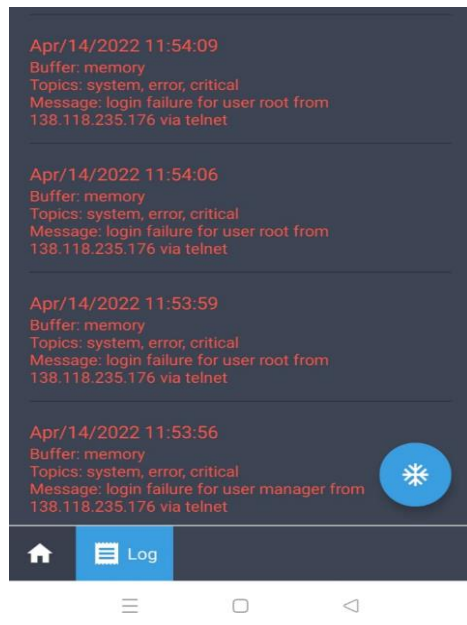 Apr/14/2022 11:54:09
Buffer: memory
Topics: system, error, critical
Message: login failure for user root from
138.118.235.176 via telnet
Apr/14/2022 11:54:06
Buffer: memory
Topics: system, error, critical
Message: login failure for user root from
138.118.235.176 via telnet
Apr/14/2022 11:53:59
Buffer: memory
Topics: system, error, critical
Message: login failure for user root from
138.118.235.176 via telnet
Apr/14/2022 11:53:56
Buffer: memory
Topics: system, error, critical
Message: login failure for user manager from
138.118.235.176 via telnet
Log